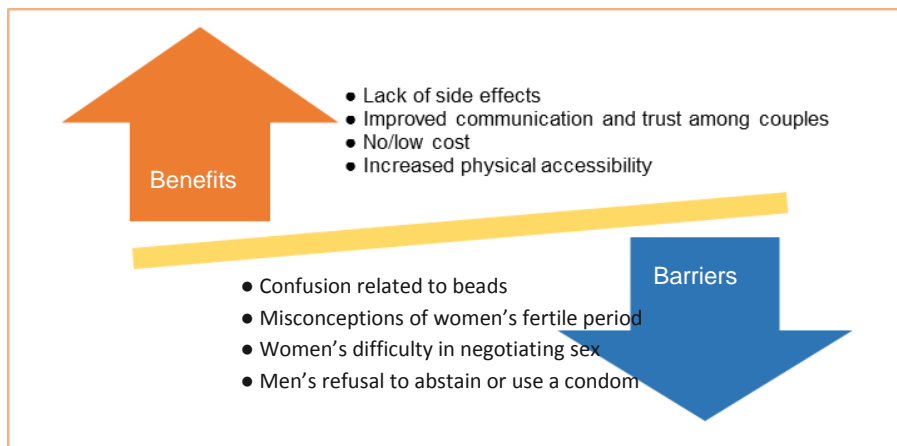 ● Lack of side effects
● Improved communication and trust among couples
● No/low cost
● Increased physical accessibility
Benefits
Barriers
● Confusion related to beads
● Misconceptions of women’s fertile period
● Women’s difficulty in negotiating sex
● Men’s refusal to abstain or use a condom